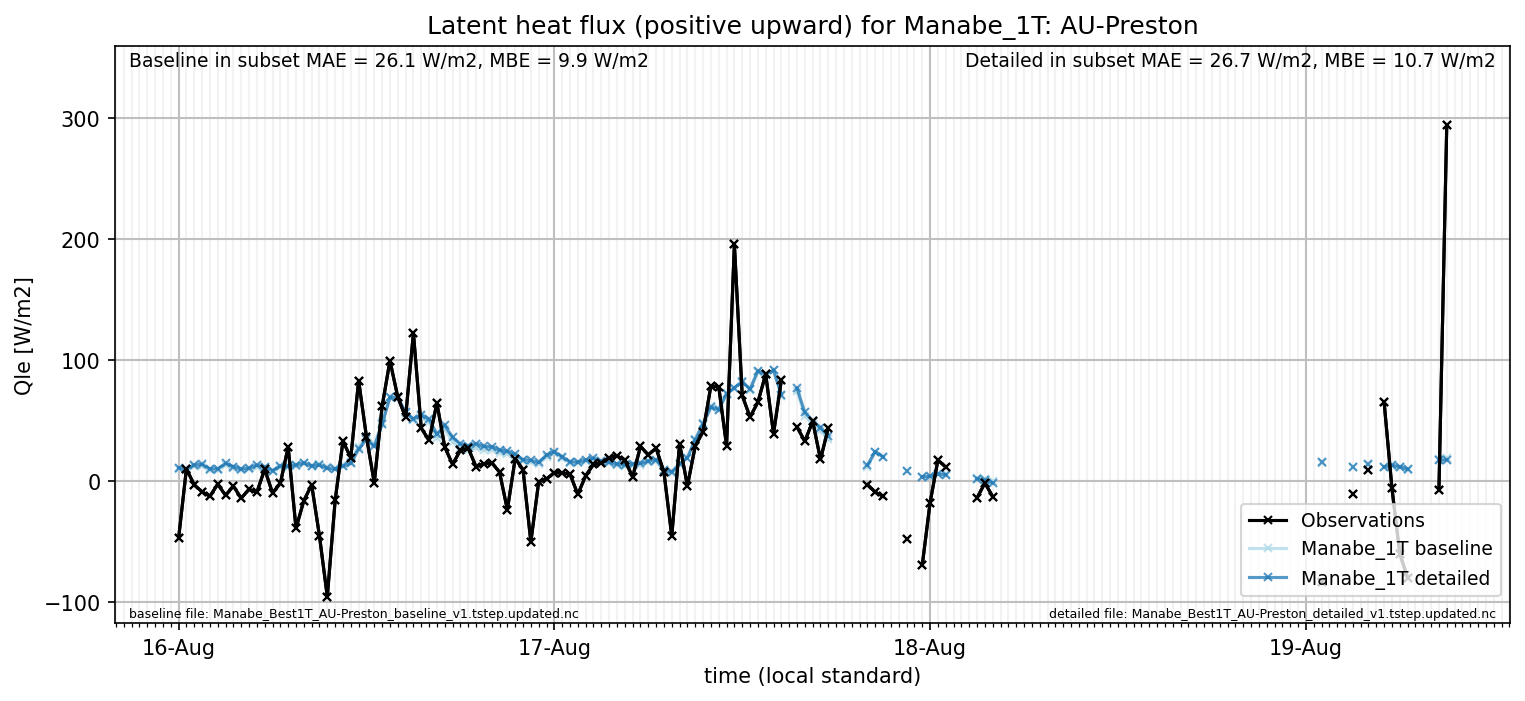 Latent heat flux (positive upward) for Manabe_1T: AU-Preston
Baseline in subset MAE = 26.1 W/m2, MBE = 9.9 W/m2
Detailed in subset MAE = 26.7 W/m2, MBE = 10.7 W/m2
300
200
100
0
−100
Qle [W/m2]
Observations
Manabe_1T baseline
Manabe_1T detailed
baseline file: Manabe_Best1T_AU-Preston_baseline_v1.tstep.updated.nc
detailed file: Manabe_Best1T_AU-Preston_detailed_v1.tstep.updated.nc
16-Aug
17-Aug
18-Aug
19-Aug
time (local standard)